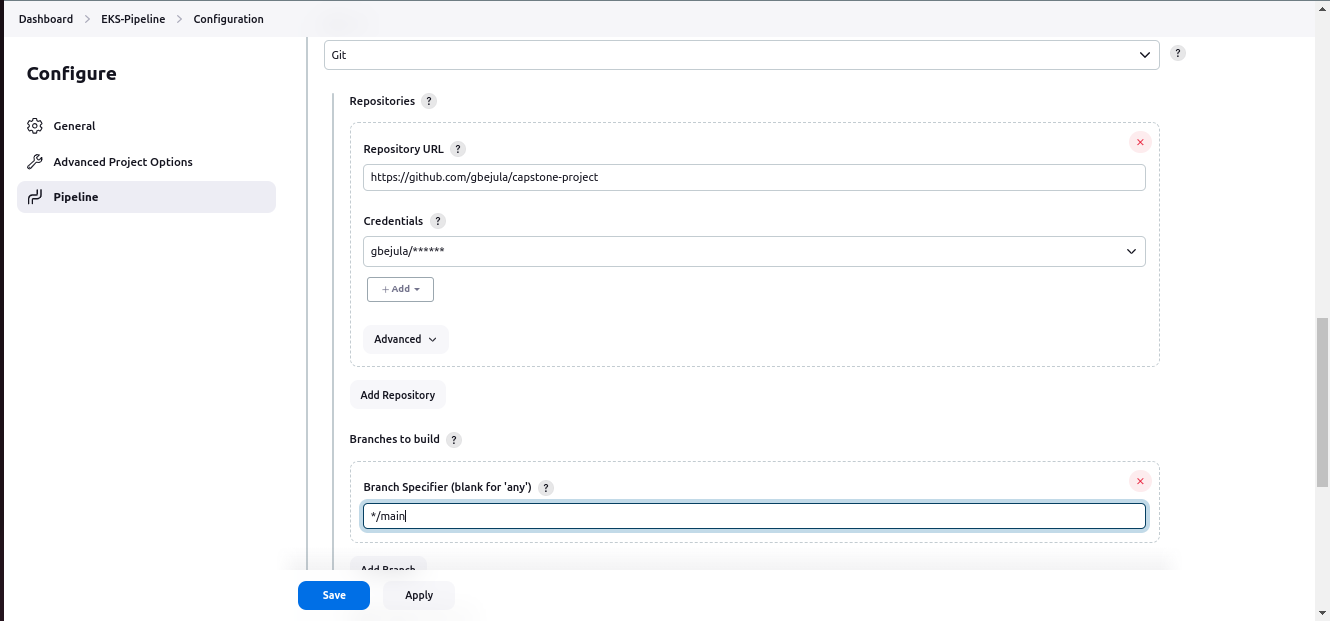 Dashboard > EKS-Pipeline > Configuration
Configure
General
Advanced Project Options
Pipeline
Git
?
Repositories ?
Repository URL ?
https://github.com/gbejula/capstone-project
Credentials ?
gbejula/******
+ Add
Advanced
Add Repository
Branches to build ?
Branch Specifier (blank for 'any') ?
*/main
Add Branch
Save
Apply